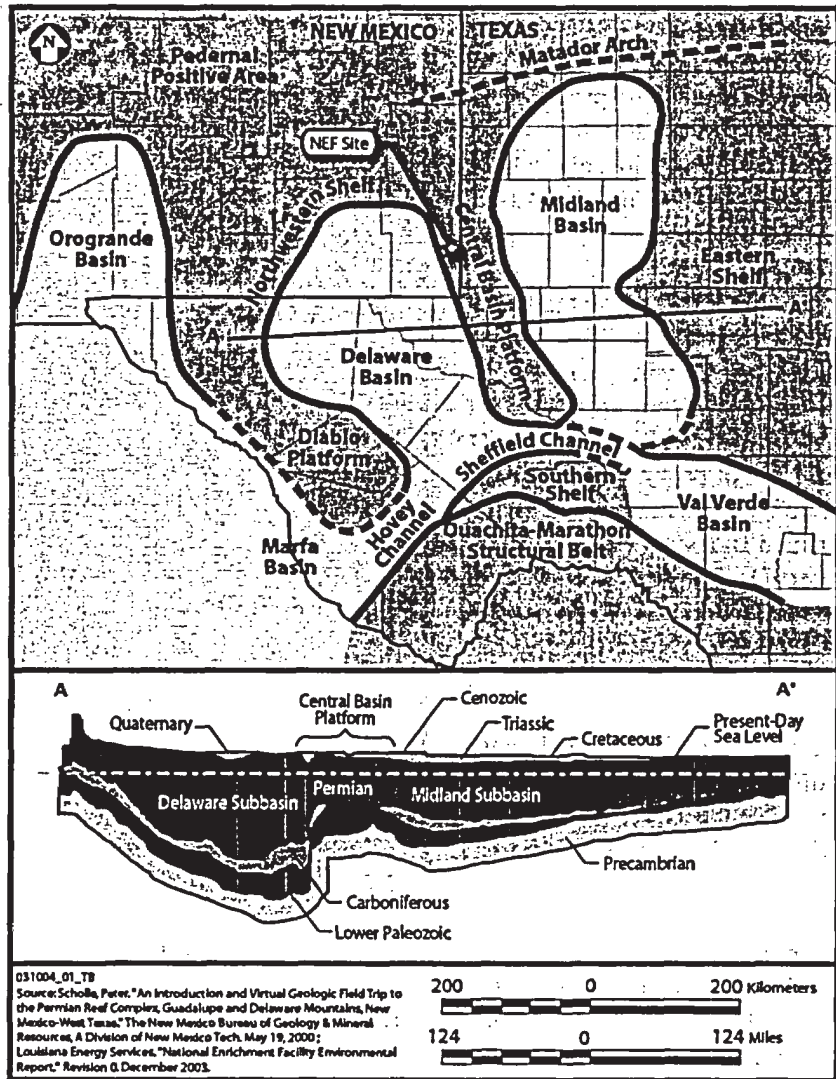 N
NEW MEXICO
TEXAS
Pedernal
Positive Area
Matador Arch
NEF Site
Northwestern Shelf
Central Basin Platform
Midland
Basin
Orogrande
Basin
Eastern
Shelf
A
A'
Delaware
Basin
Diablo
Platform
Sheffield Channel
Southern
Shelf
Val Verde
Basin
Hovey
Channel
Marfa
Basin
Ouachita-Marathon
Structural Belt
A
A'
Central Basin
Platform
Cenozoic
Quaternary
Triassic
Cretaceous
Present-Day
Sea Level
Delaware Subbasin
Permian
Midland Subbasin
Precambrian
Carboniferous
Lower Paleozoic
031004_01_TB
Source: Scholle, Peter. "An Introduction and Virtual Geologic Field Trip to
the Permian Reef Complex, Guadalupe and Delaware Mountains, New
Mexico-West Texas." The New Mexico Bureau of Geology & Mineral
Resources, A Division of New Mexico Tech. May 19, 2000;
Louisiana Energy Services, "National Enrichment Facility Environmental
Report," Revision 0. December 2003.
200 0 200 Kilometers
124 0 124 Miles